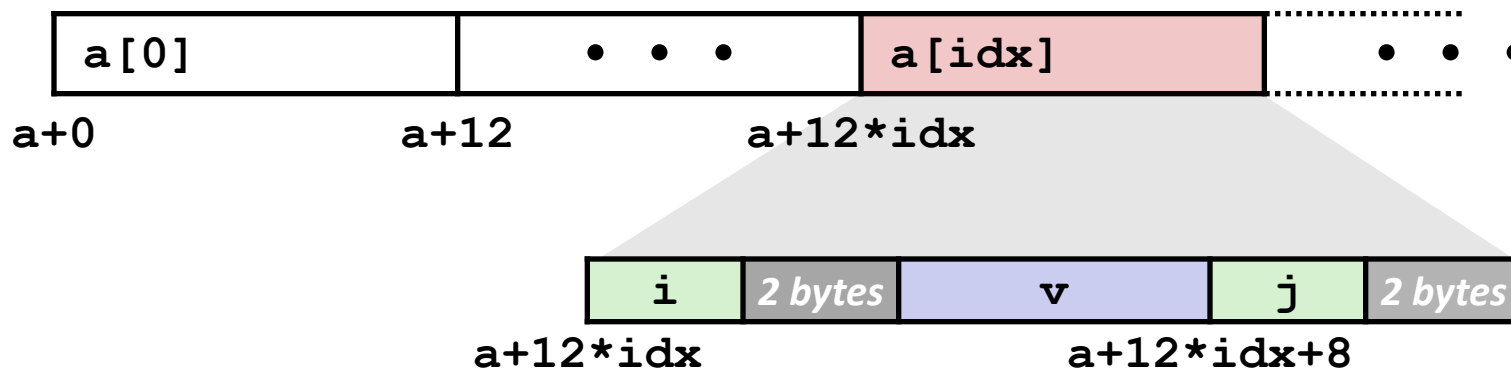 a[0] • • • a[idx] • • •
a+0 a+12 a+12*idx
i 2 bytes v j 2 bytes
a+12*idx a+12*idx+8